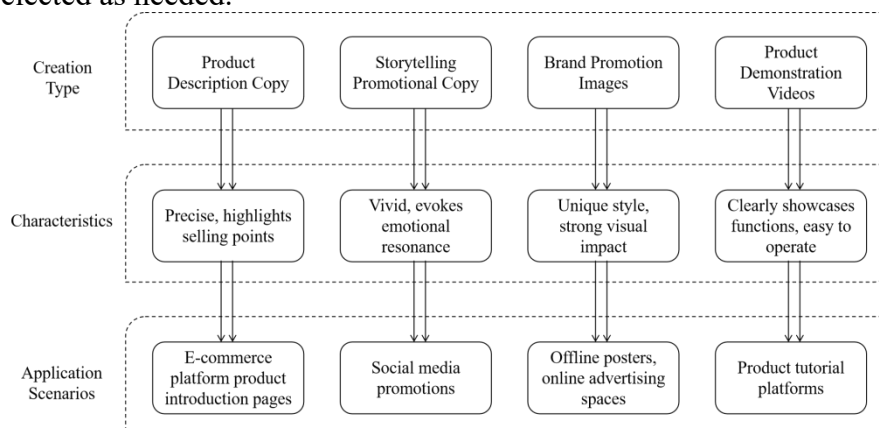 elected as needed.
Creation
Type
Product
Description Copy
Storytelling
Promotional Copy
Brand Promotion
Images
Product
Demonstration
Videos
Characteristics
Precise, highlights
selling points
Vivid, evokes
emotional
resonance
Unique style,
strong visual
impact
Clearly showcases
functions, easy to
operate
Application
Scenarios
E-commerce
platform product
introduction pages
Social media
promotions
Offline posters,
online advertising
spaces
Product tutorial
platforms